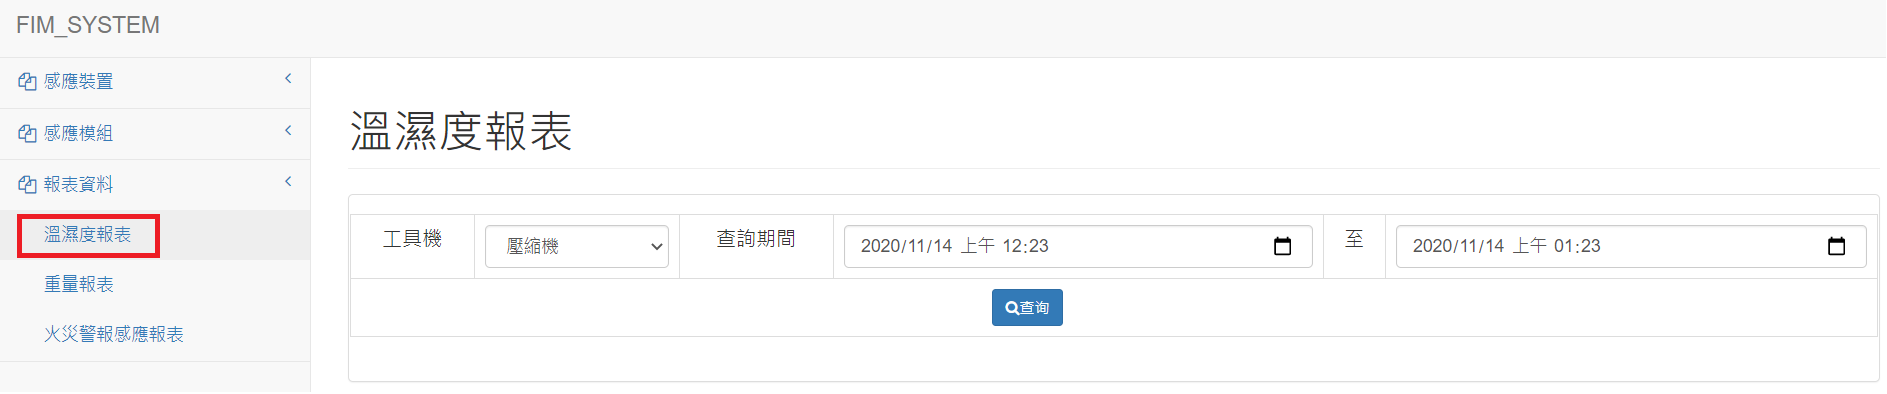 FIM_SYSTEM
感應裝置
感應模組
報表資料
溫濕度報表
重量報表
火災警報感應報表
溫濕度報表
工具機 壓縮機 查詢期間 2020/11/14 上午 12:23 至 2020/11/14 上午 01:23
查询